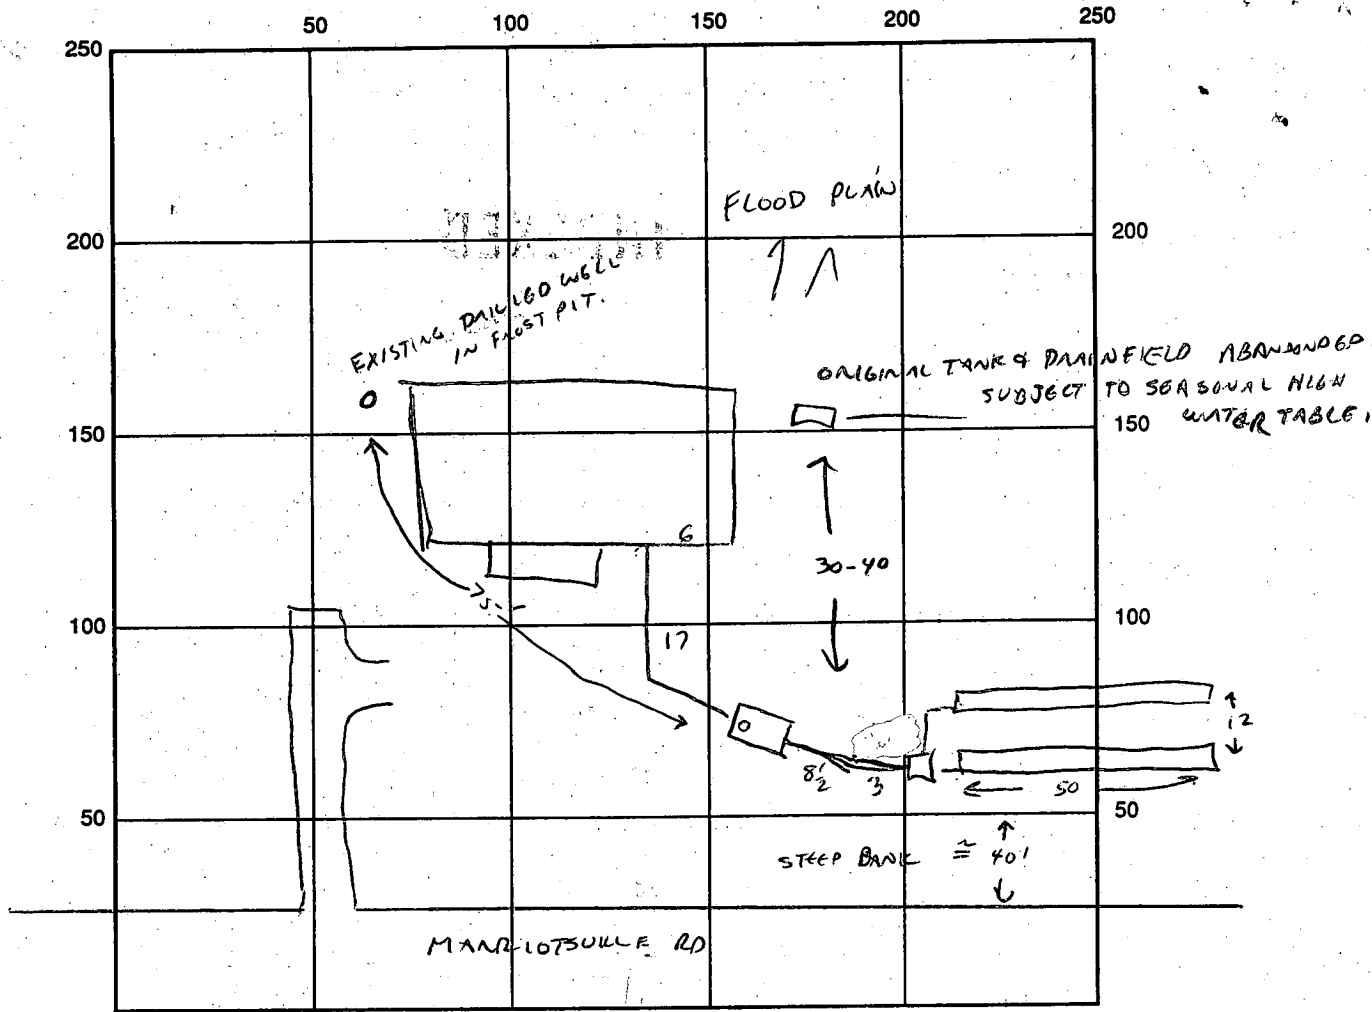 50 100 150 200 250
250
FLOOD PLAIN
200 200
EXISTING DRILLED WELL
IN FROST PIT.
ORIGINAL TANK & DRAINFIELD ABANDONED
SUBJECT TO SEASONAL HIGH
WATER TABLE
150 150
6
30-40
100 100
17
12
8½ 3 50
50 50
STEEP BANK ≅ 40'
MARRIOTSVILLE RD